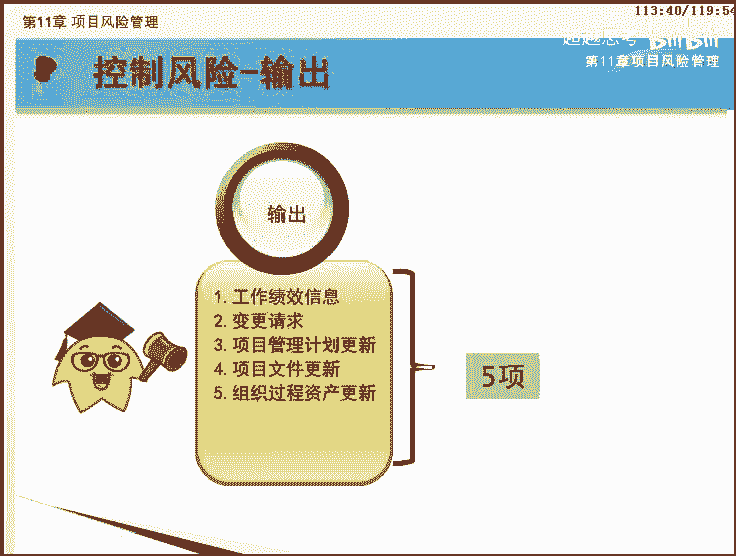 113:40/119:54
第11章 项目风险管理
bilibili
第11章项目风险管理
控制风险-输出
输出
1. 工作绩效信息
2. 变更请求
3. 项目管理计划更新
4. 项目文件更新
5. 组织过程资产更新
5项